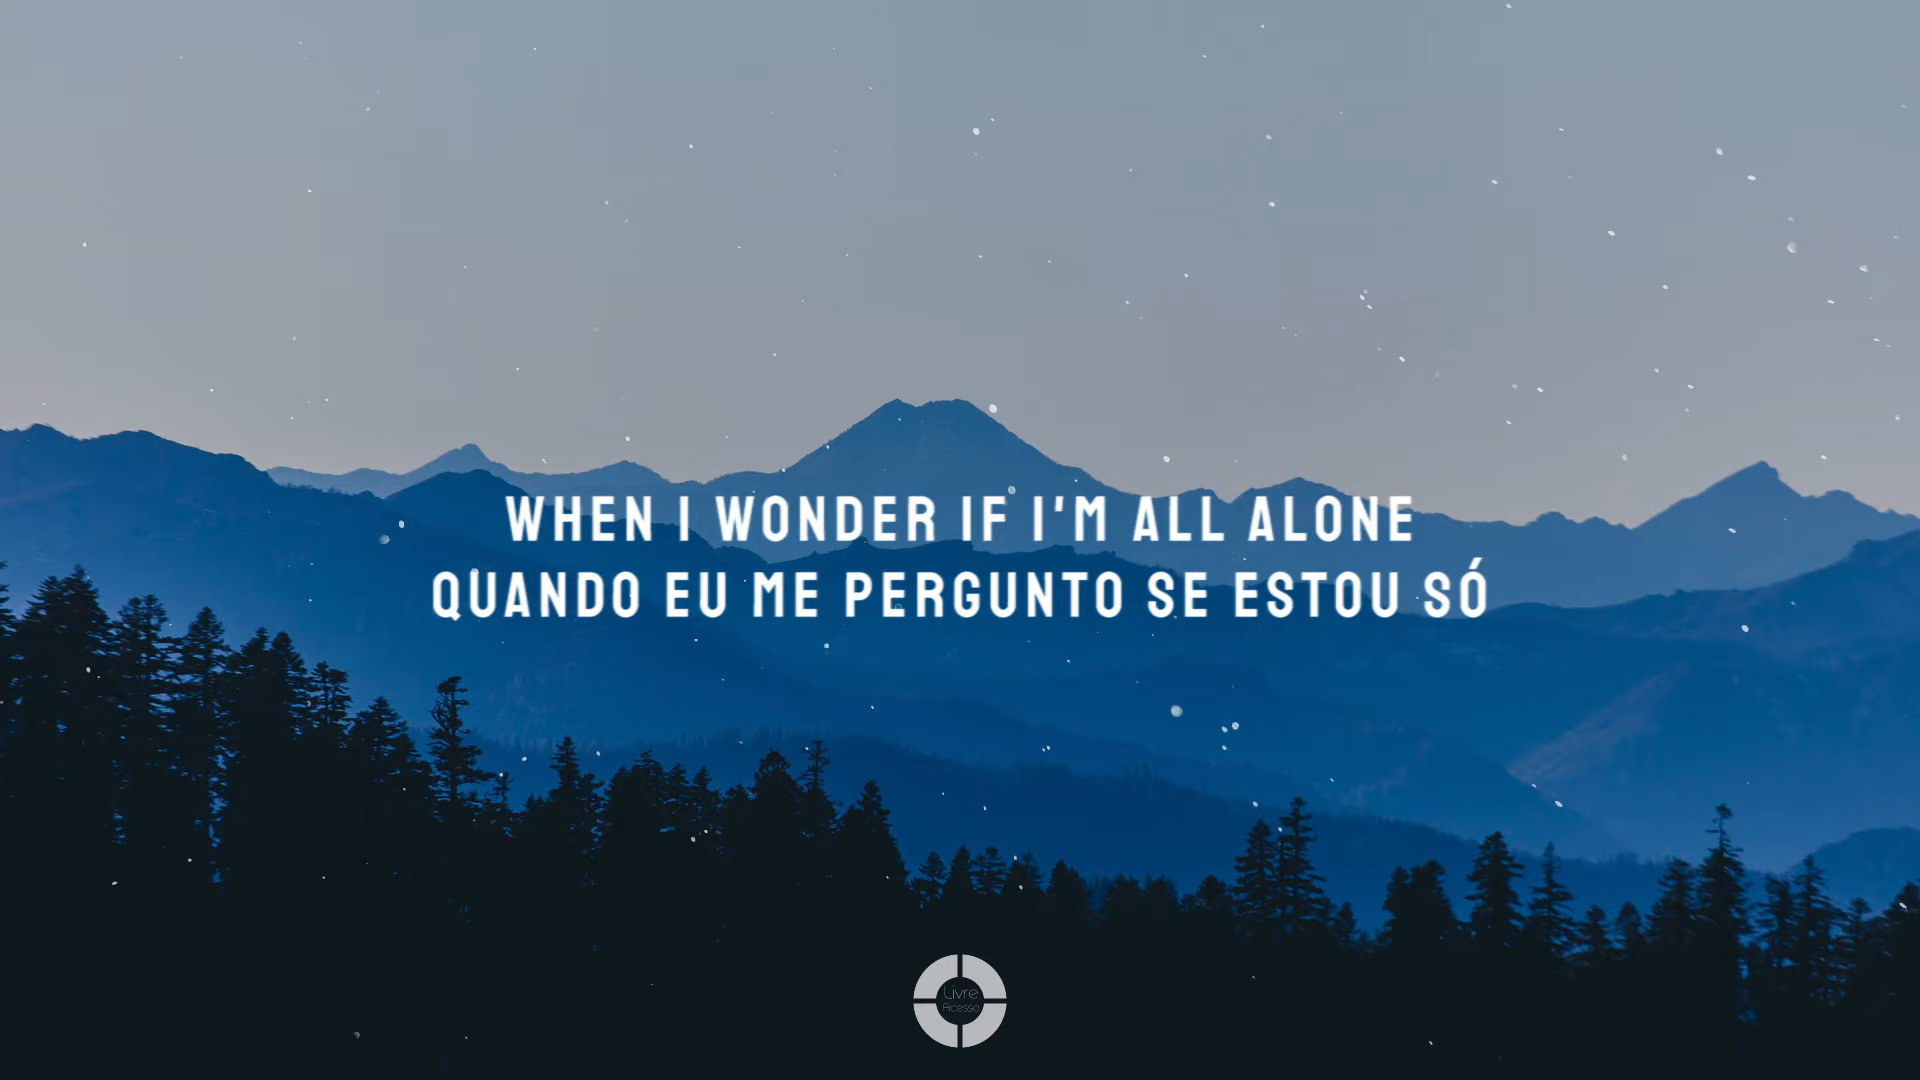 WHEN I WONDER IF I'M ALL ALONE
QUANDO EU ME PERGUNTO SE ESTOU SÓ
Livre
Acesso